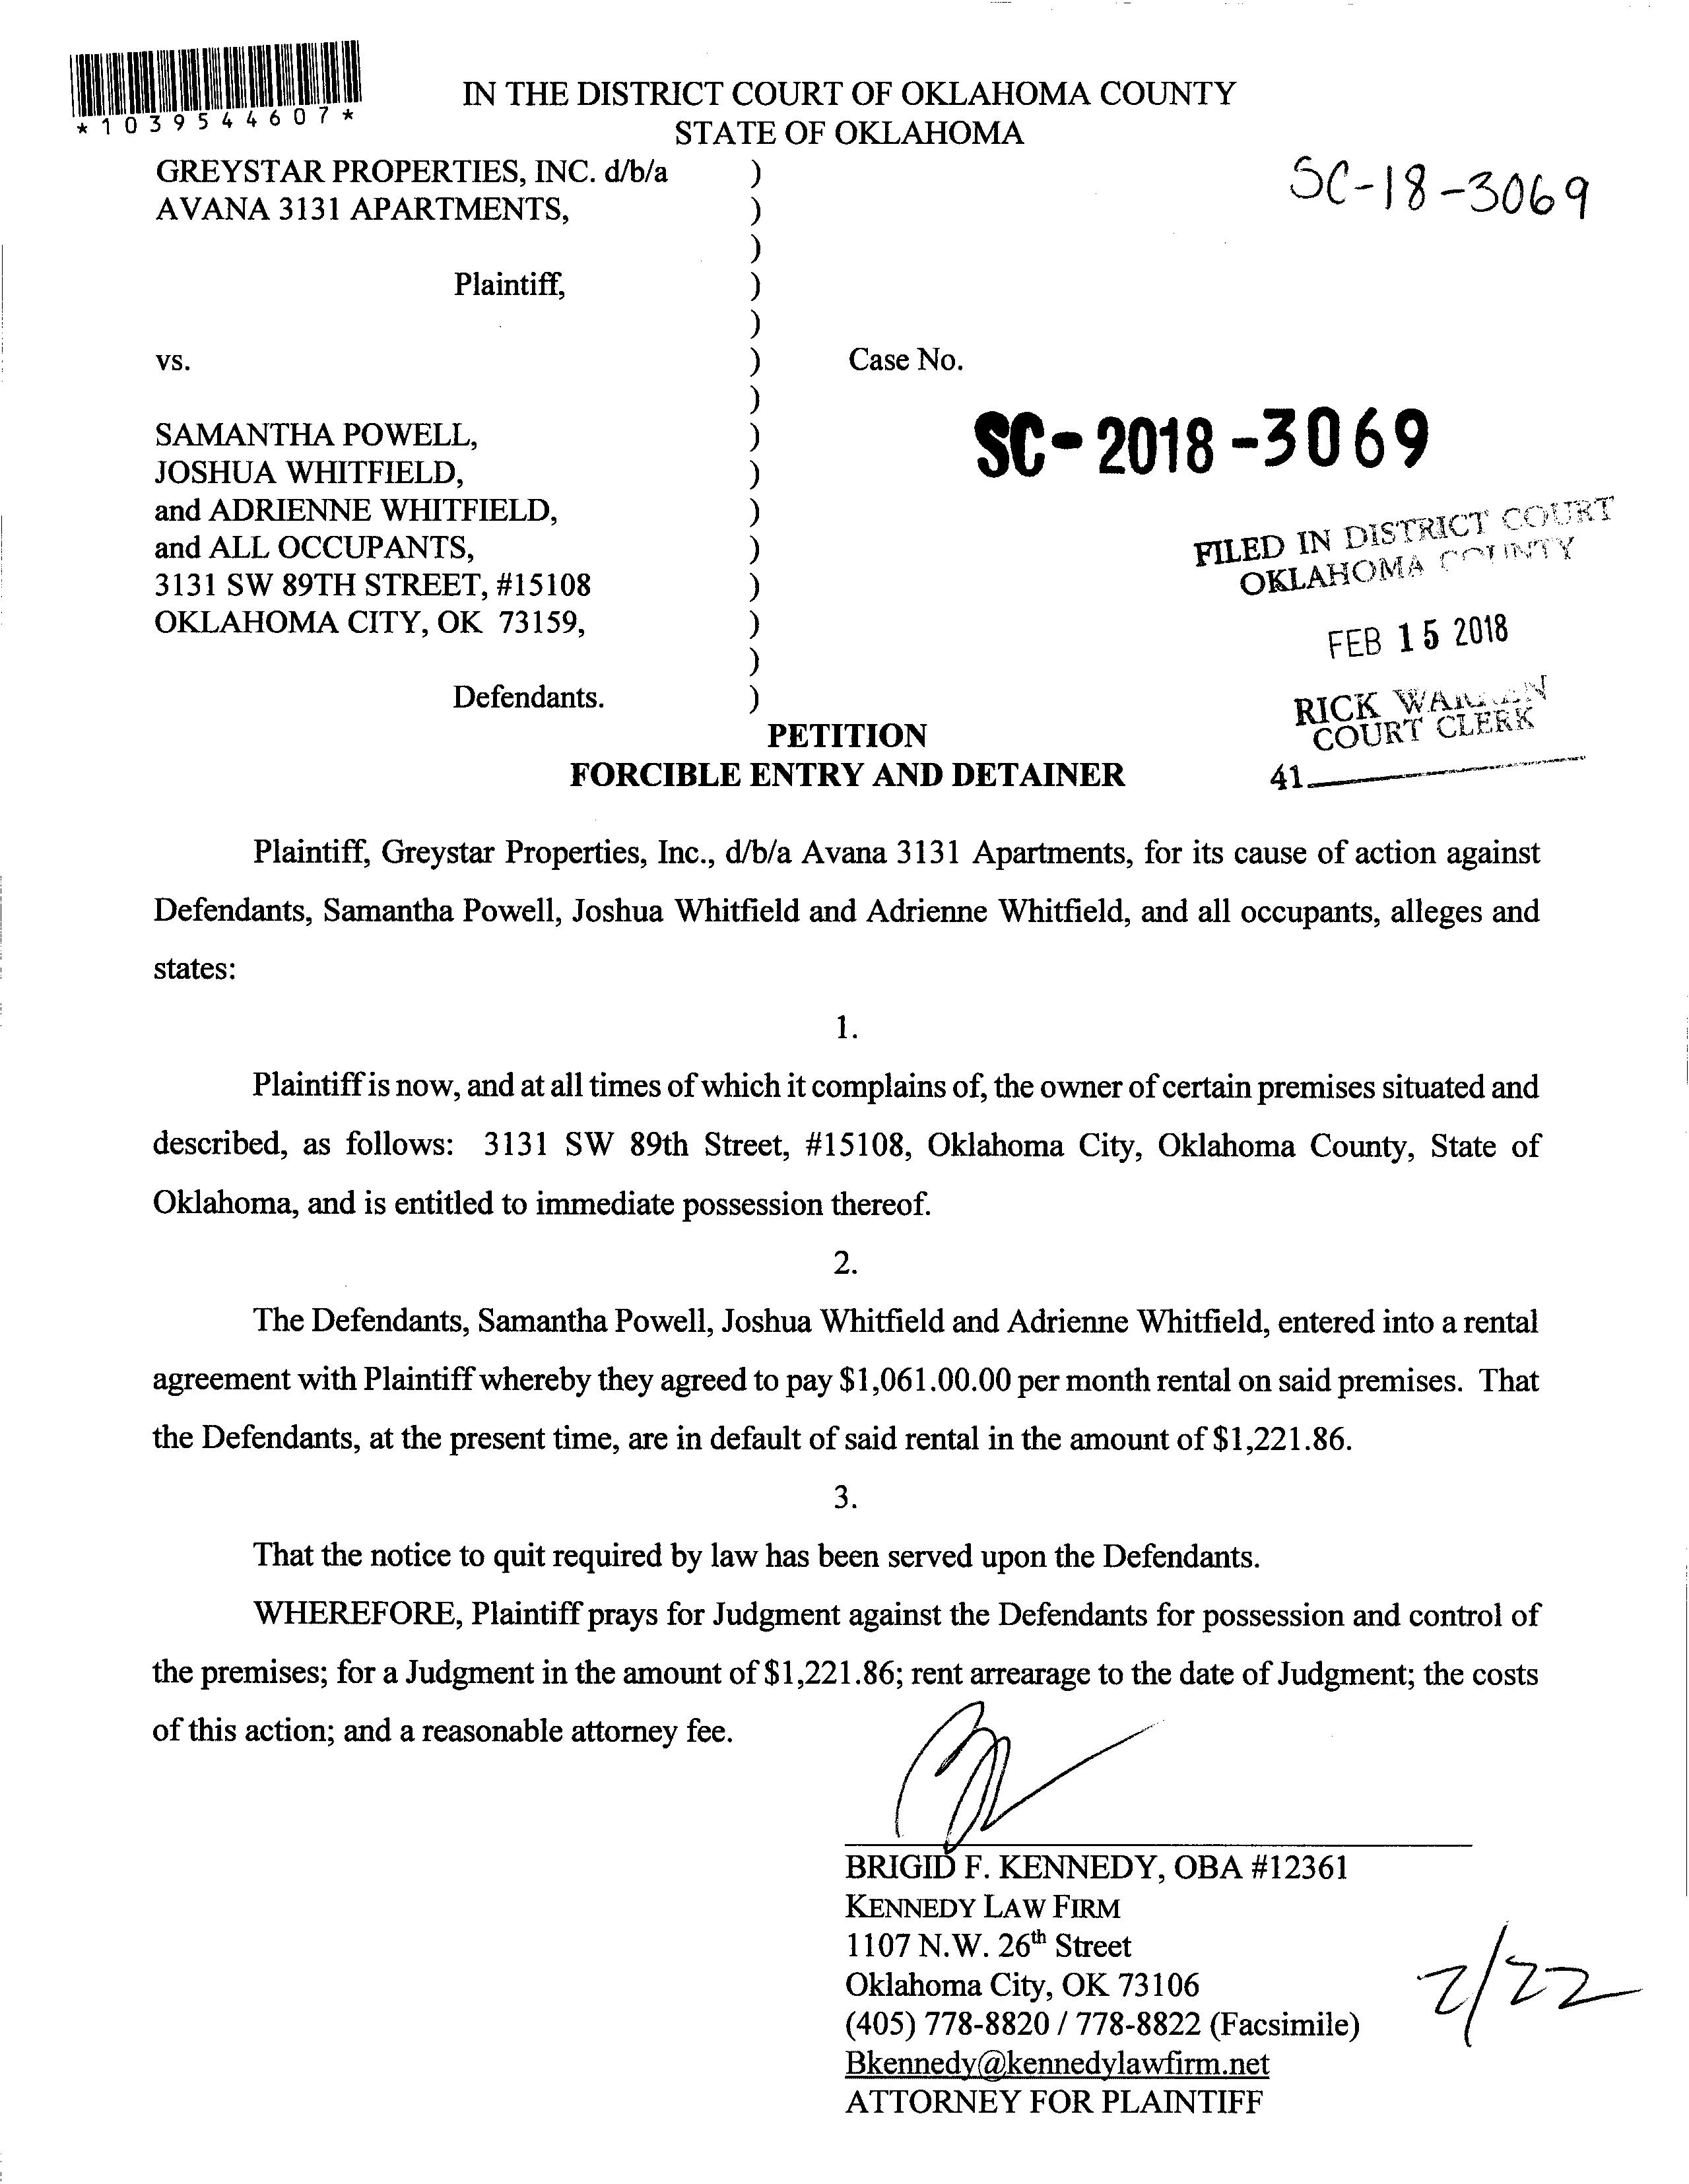 *1039544607*
IN THE DISTRICT COURT OF OKLAHOMA COUNTY
STATE OF OKLAHOMA
SC-18-3069
GREYSTAR PROPERTIES, INC. d/b/a )
AVANA 3131 APARTMENTS, )
)
Plaintiff, )
)
vs. ) Case No.
)
SC-2018-3069
SAMANTHA POWELL, )
JOSHUA WHITFIELD, )
and ADRIENNE WHITFIELD, )
and ALL OCCUPANTS, )
3131 SW 89TH STREET, #15108 )
OKLAHOMA CITY, OK 73159, )
)
Defendants. )
FILED IN DISTRICT COURT
OKLAHOMA COUNTY
FEB 15 2018
RICK WARREN
COURT CLERK
41
PETITION
FORCIBLE ENTRY AND DETAINER
Plaintiff, Greystar Properties, Inc., d/b/a Avana 3131 Apartments, for its cause of action against
Defendants, Samantha Powell, Joshua Whitfield and Adrienne Whitfield, and all occupants, alleges and
states:
1.
Plaintiff is now, and at all times of which it complains of, the owner of certain premises situated and
described, as follows: 3131 SW 89th Street, #15108, Oklahoma City, Oklahoma County, State of
Oklahoma, and is entitled to immediate possession thereof.
2.
The Defendants, Samantha Powell, Joshua Whitfield and Adrienne Whitfield, entered into a rental
agreement with Plaintiff whereby they agreed to pay $1,061.00.00 per month rental on said premises. That
the Defendants, at the present time, are in default of said rental in the amount of $1,221.86.
3.
That the notice to quit required by law has been served upon the Defendants.
WHEREFORE, Plaintiff prays for Judgment against the Defendants for possession and control of
the premises; for a Judgment in the amount of $1,221.86; rent arrearage to the date of Judgment; the costs
of this action; and a reasonable attorney fee.
BRIGID F. KENNEDY, OBA #12361
KENNEDY LAW FIRM
1107 N.W. 26th Street
Oklahoma City, OK 73106
(405) 778-8820 / 778-8822 (Facsimile)
Bkennedy@kennedylawfirm.net
ATTORNEY FOR PLAINTIFF
2/22